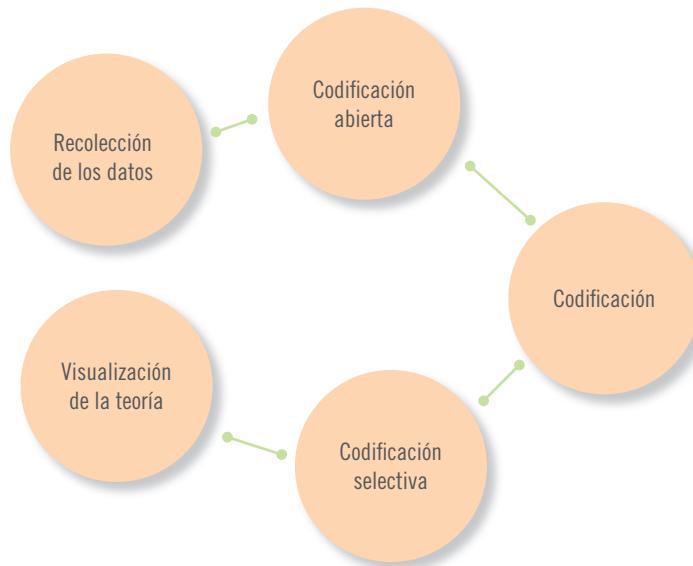 Recolección
de los datos
Codificación
abierta
Codificación
Codificación
selectiva
Visualización
de la teoría